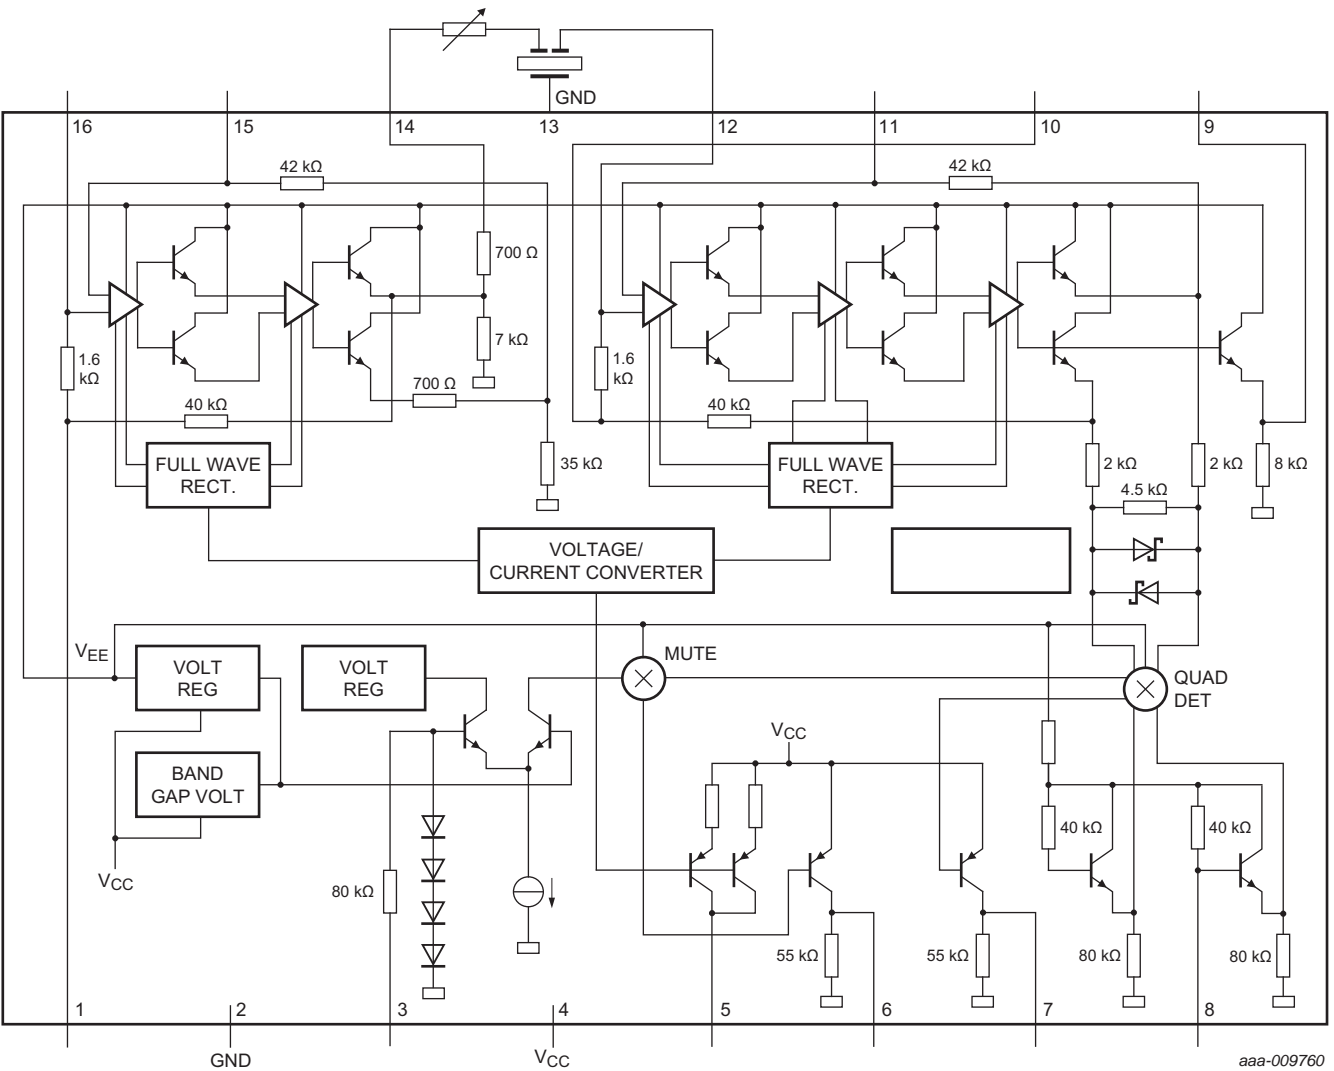 GND
16 15 14 13 12 11 10 9
42 kΩ 42 kΩ
700 Ω
7 kΩ
1.6
kΩ
1.6
kΩ
700 Ω
40 kΩ 40 kΩ
FULL WAVE
RECT.
35 kΩ
FULL WAVE
RECT.
2 kΩ 2 kΩ 8 kΩ
4.5 kΩ
VOLTAGE/
CURRENT CONVERTER
VEE
VOLT
REG
VOLT
REG
MUTE
QUAD
DET
VCC
BAND
GAP VOLT
40 kΩ 40 kΩ
VCC
80 kΩ
55 kΩ 55 kΩ 80 kΩ 80 kΩ
1 2 3 4 5 6 7 8
GND VCC
aaa-009760